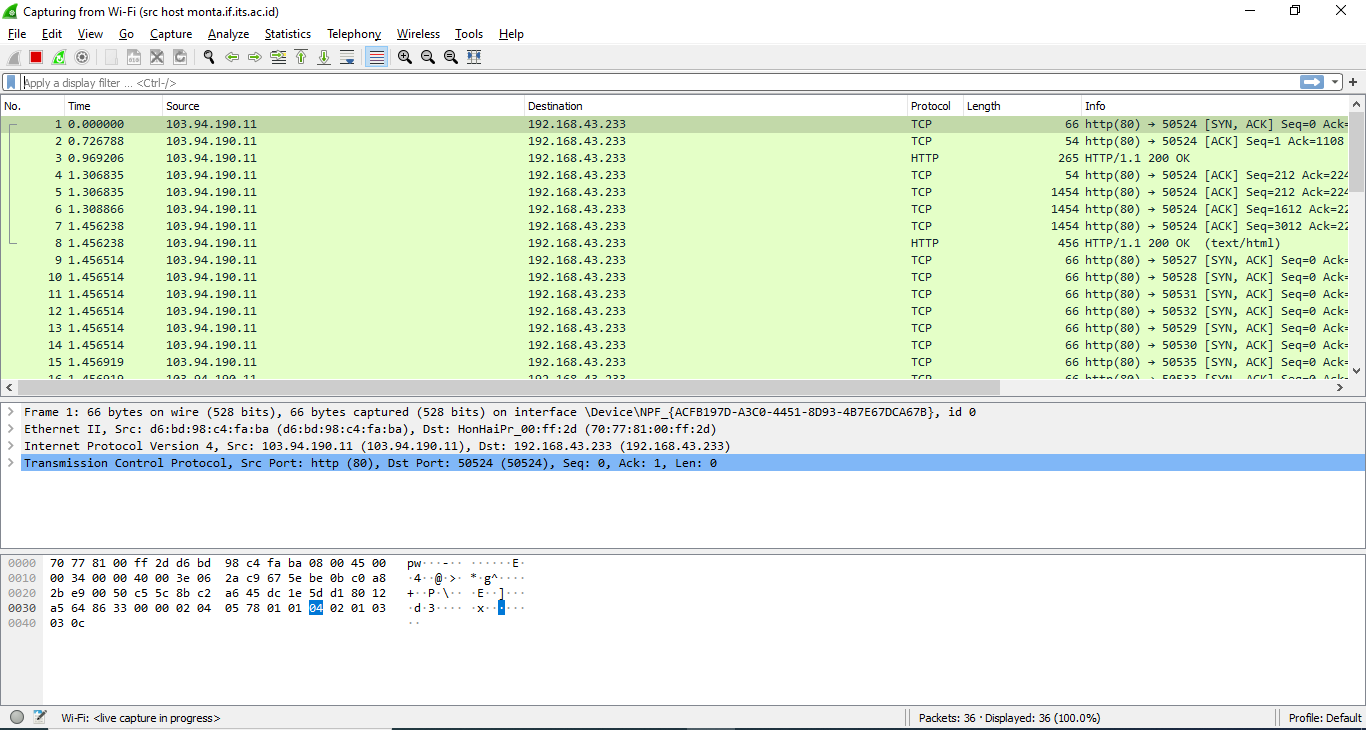 Capturing from Wi-Fi (src host monta.if.its.ac.id)
File Edit View Go Capture Analyze Statistics Telephony Wireless Tools Help
Apply a display filter ... <Ctrl-/>
No. Time Source Destination Protocol Length Info
1 0.000000 103.94.190.11 192.168.43.233 TCP 66 http(80) → 50524 [SYN, ACK] Seq=0 Ack=
2 0.726788 103.94.190.11 192.168.43.233 TCP 54 http(80) → 50524 [ACK] Seq=1 Ack=1108
3 0.969206 103.94.190.11 192.168.43.233 HTTP 265 HTTP/1.1 200 OK
4 1.306835 103.94.190.11 192.168.43.233 TCP 54 http(80) → 50524 [ACK] Seq=212 Ack=224
5 1.306835 103.94.190.11 192.168.43.233 TCP 1454 http(80) → 50524 [ACK] Seq=212 Ack=224
6 1.308866 103.94.190.11 192.168.43.233 TCP 1454 http(80) → 50524 [ACK] Seq=1612 Ack=22
7 1.456238 103.94.190.11 192.168.43.233 TCP 1454 http(80) → 50524 [ACK] Seq=3012 Ack=22
8 1.456238 103.94.190.11 192.168.43.233 HTTP 456 HTTP/1.1 200 OK (text/html)
9 1.456514 103.94.190.11 192.168.43.233 TCP 66 http(80) → 50527 [SYN, ACK] Seq=0 Ack=
10 1.456514 103.94.190.11 192.168.43.233 TCP 66 http(80) → 50528 [SYN, ACK] Seq=0 Ack=
11 1.456514 103.94.190.11 192.168.43.233 TCP 66 http(80) → 50531 [SYN, ACK] Seq=0 Ack=
12 1.456514 103.94.190.11 192.168.43.233 TCP 66 http(80) → 50532 [SYN, ACK] Seq=0 Ack=
13 1.456514 103.94.190.11 192.168.43.233 TCP 66 http(80) → 50529 [SYN, ACK] Seq=0 Ack=
14 1.456514 103.94.190.11 192.168.43.233 TCP 66 http(80) → 50530 [SYN, ACK] Seq=0 Ack=
15 1.456919 103.94.190.11 192.168.43.233 TCP 66 http(80) → 50535 [SYN, ACK] Seq=0 Ack=
16 1.456919 103.94.190.11 192.168.43.233 TCP 66 http(80) → 50533 [SYN, ACK] Seq=0 Ack=
Frame 1: 66 bytes on wire (528 bits), 66 bytes captured (528 bits) on interface \Device\NPF_{ACFB197D-A3C0-4451-8D93-4B7E67DCA67B}, id 0
Ethernet II, Src: d6:bd:98:c4:fa:ba (d6:bd:98:c4:fa:ba), Dst: HonHaiPr_00:ff:2d (70:77:81:00:ff:2d)
Internet Protocol Version 4, Src: 103.94.190.11 (103.94.190.11), Dst: 192.168.43.233 (192.168.43.233)
Transmission Control Protocol, Src Port: http (80), Dst Port: 50524 (50524), Seq: 0, Ack: 1, Len: 0
0000 70 77 81 00 ff 2d d6 bd 98 c4 fa ba 08 00 45 00 pw···-·· ······E·
0010 00 34 00 00 40 00 3e 06 2a c9 67 5e be 0b c0 a8 ·4··@·>· *·g^····
0020 2b e9 00 50 c5 5c 8b c2 a6 45 dc 1e 5d d1 80 12 +··P·\·· ·E··]···
0030 a5 64 86 33 00 00 02 04 05 78 01 01 04 02 01 03 ·d·3···· ·x······
0040 03 0c ··
Wi-Fi: <live capture in progress> Packets: 36 · Displayed: 36 (100.0%) Profile: Default